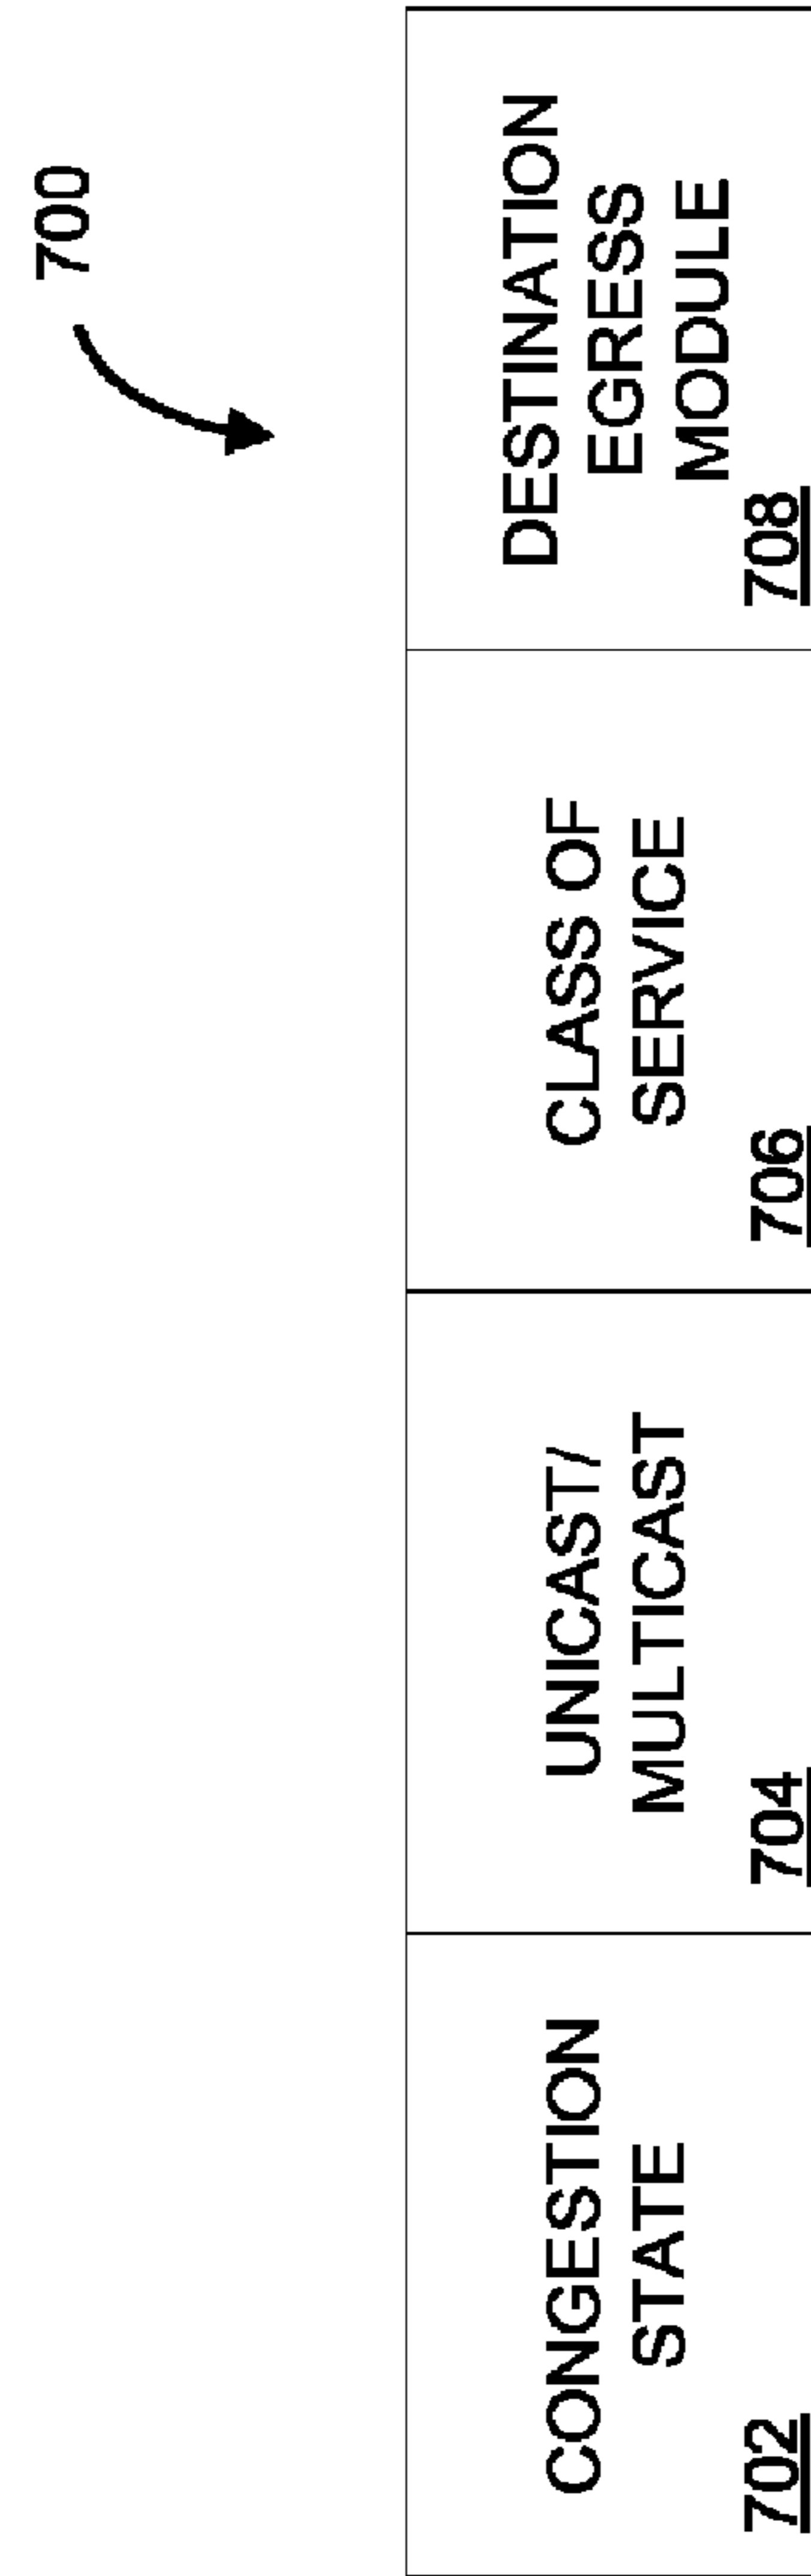 700
CONGESTION
STATE
702
UNICAST/
MULTICAST
704
CLASS OF
SERVICE
706
DESTINATION
EGRESS
MODULE
708